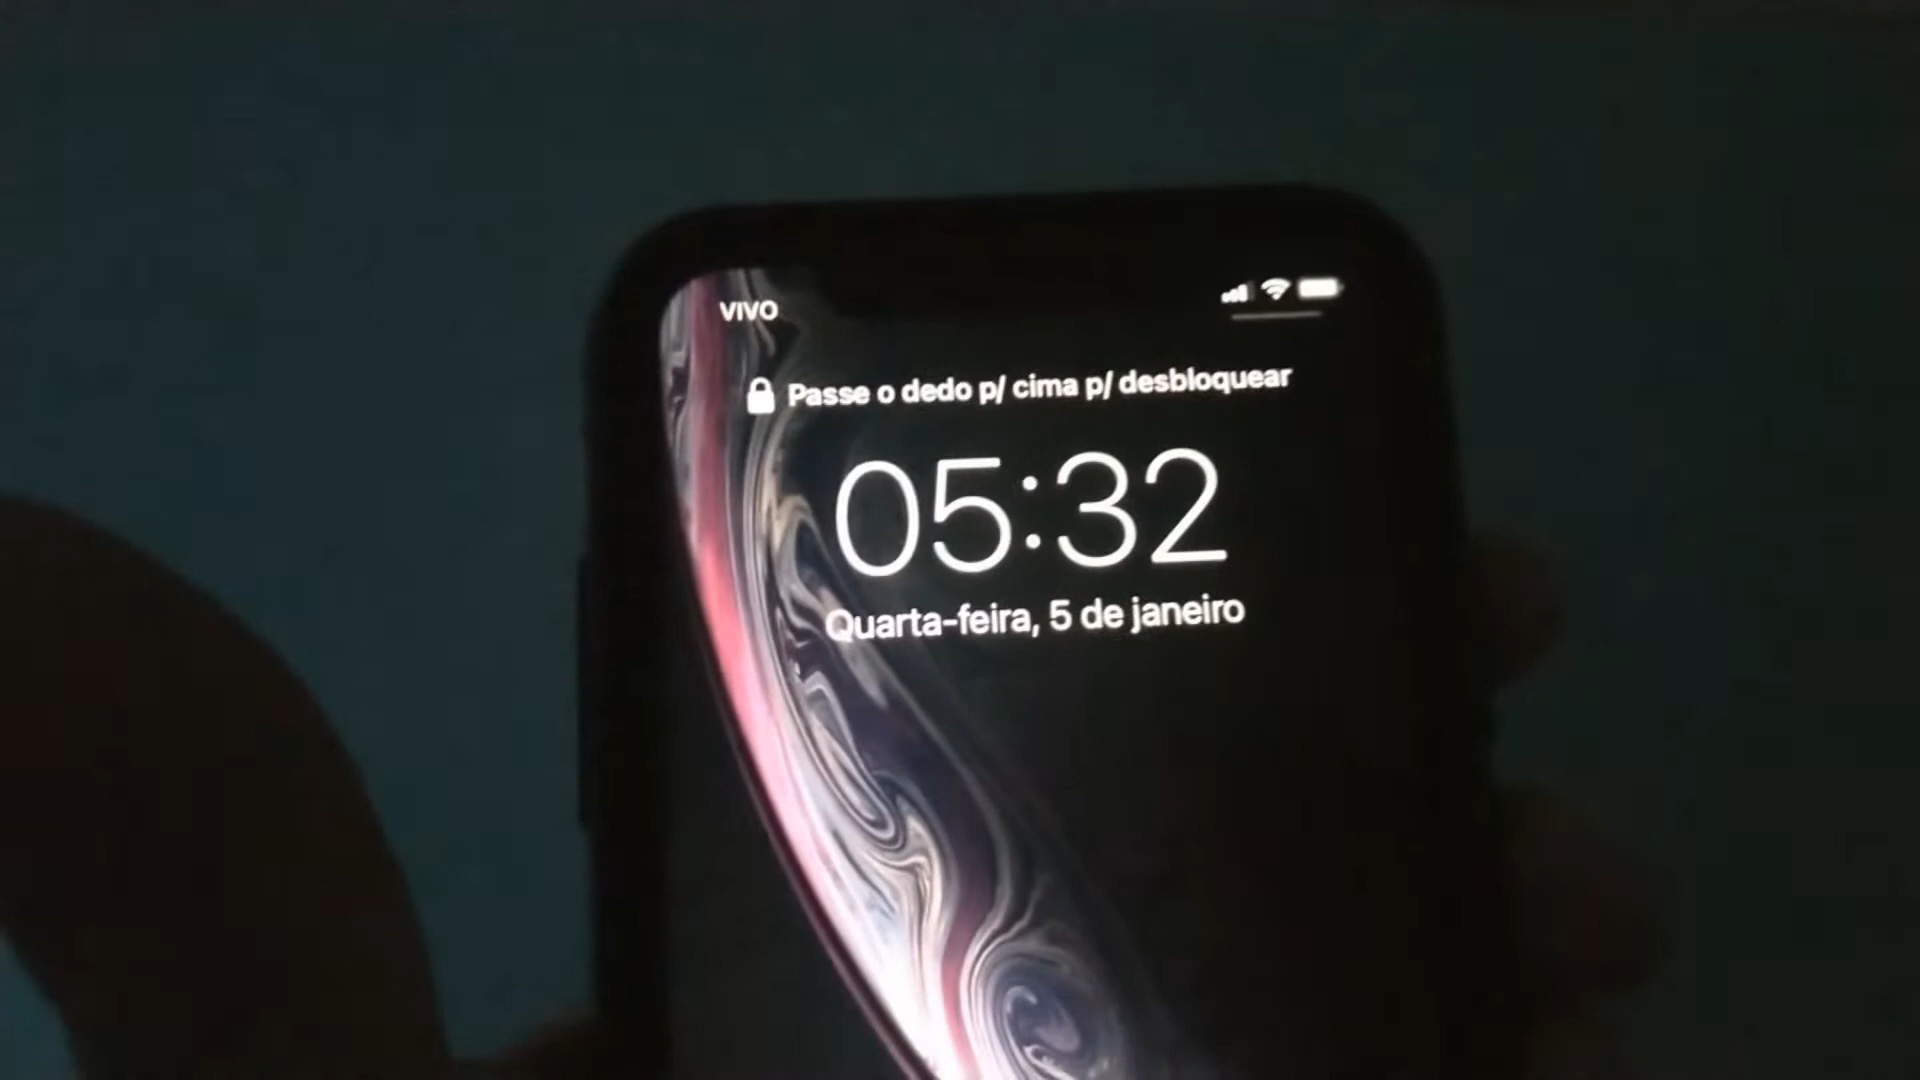 VIVO
Passe o dedo p/ cima p/ desbloquear
05:32
Quarta-feira, 5 de janeiro